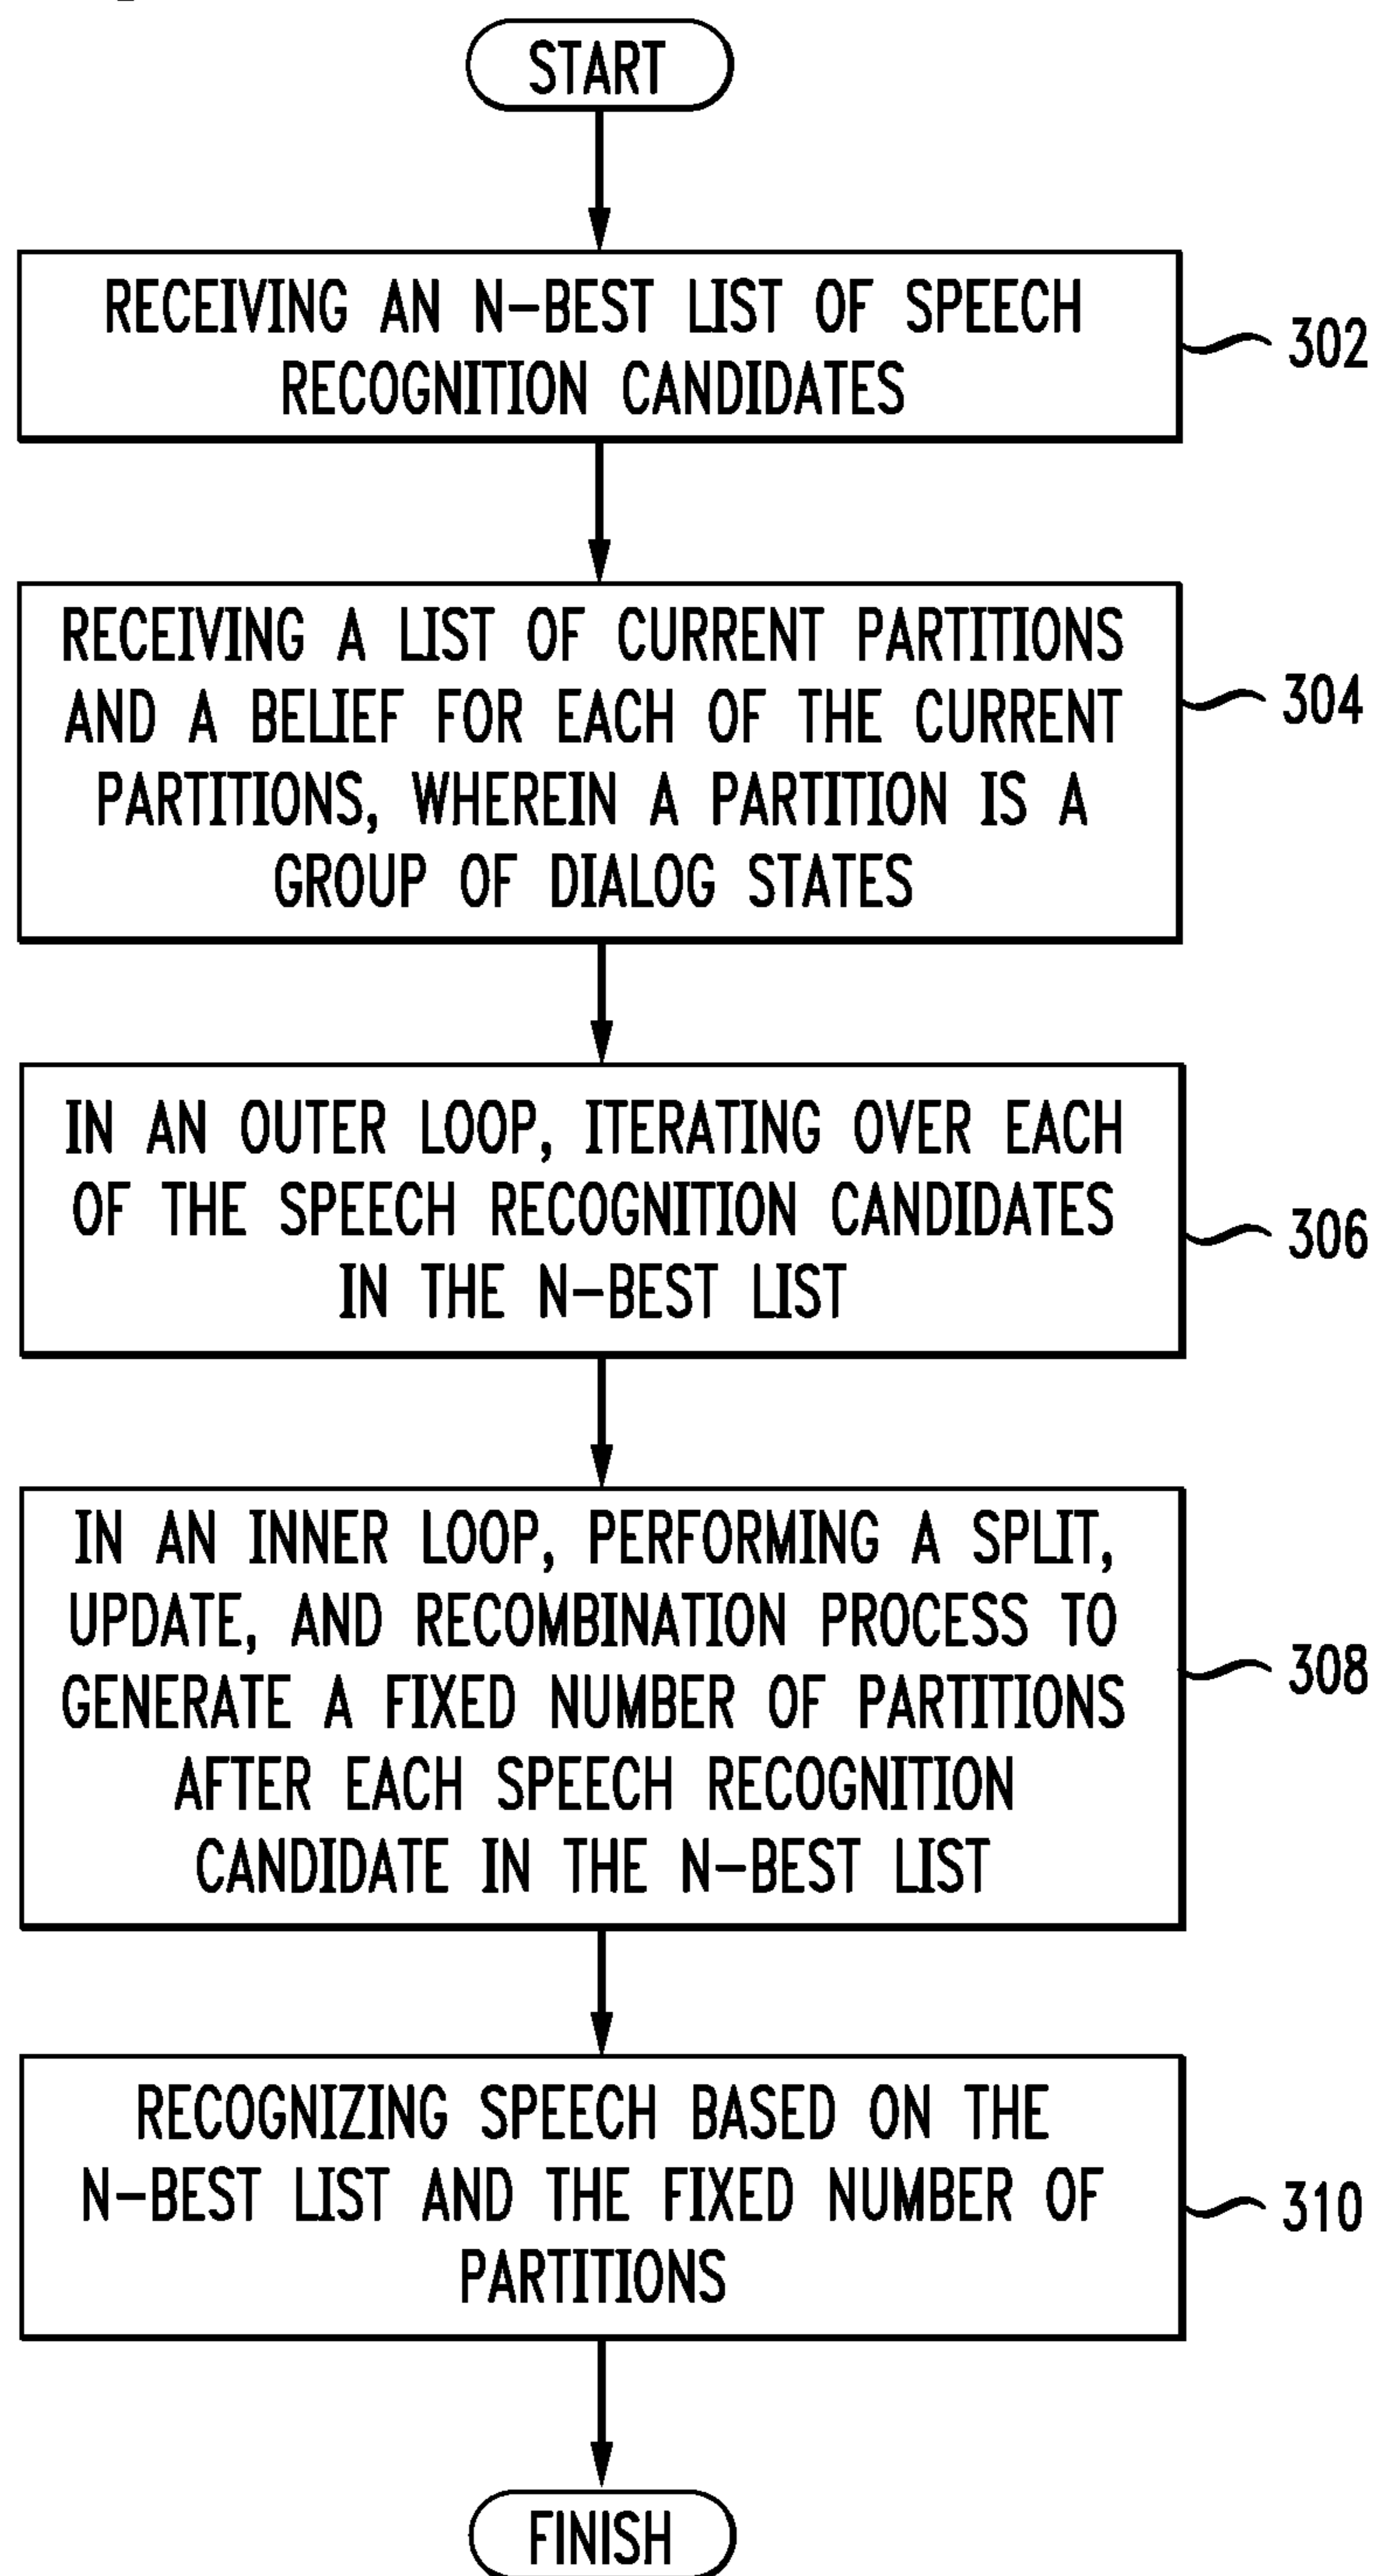 START
RECEIVING AN N-BEST LIST OF SPEECH
RECOGNITION CANDIDATES
302
RECEIVING A LIST OF CURRENT PARTITIONS
AND A BELIEF FOR EACH OF THE CURRENT
PARTITIONS, WHEREIN A PARTITION IS A
GROUP OF DIALOG STATES
304
IN AN OUTER LOOP, ITERATING OVER EACH
OF THE SPEECH RECOGNITION CANDIDATES
IN THE N-BEST LIST
306
IN AN INNER LOOP, PERFORMING A SPLIT,
UPDATE, AND RECOMBINATION PROCESS TO
GENERATE A FIXED NUMBER OF PARTITIONS
AFTER EACH SPEECH RECOGNITION
CANDIDATE IN THE N-BEST LIST
308
RECOGNIZING SPEECH BASED ON THE
N-BEST LIST AND THE FIXED NUMBER OF
PARTITIONS
310
FINISH